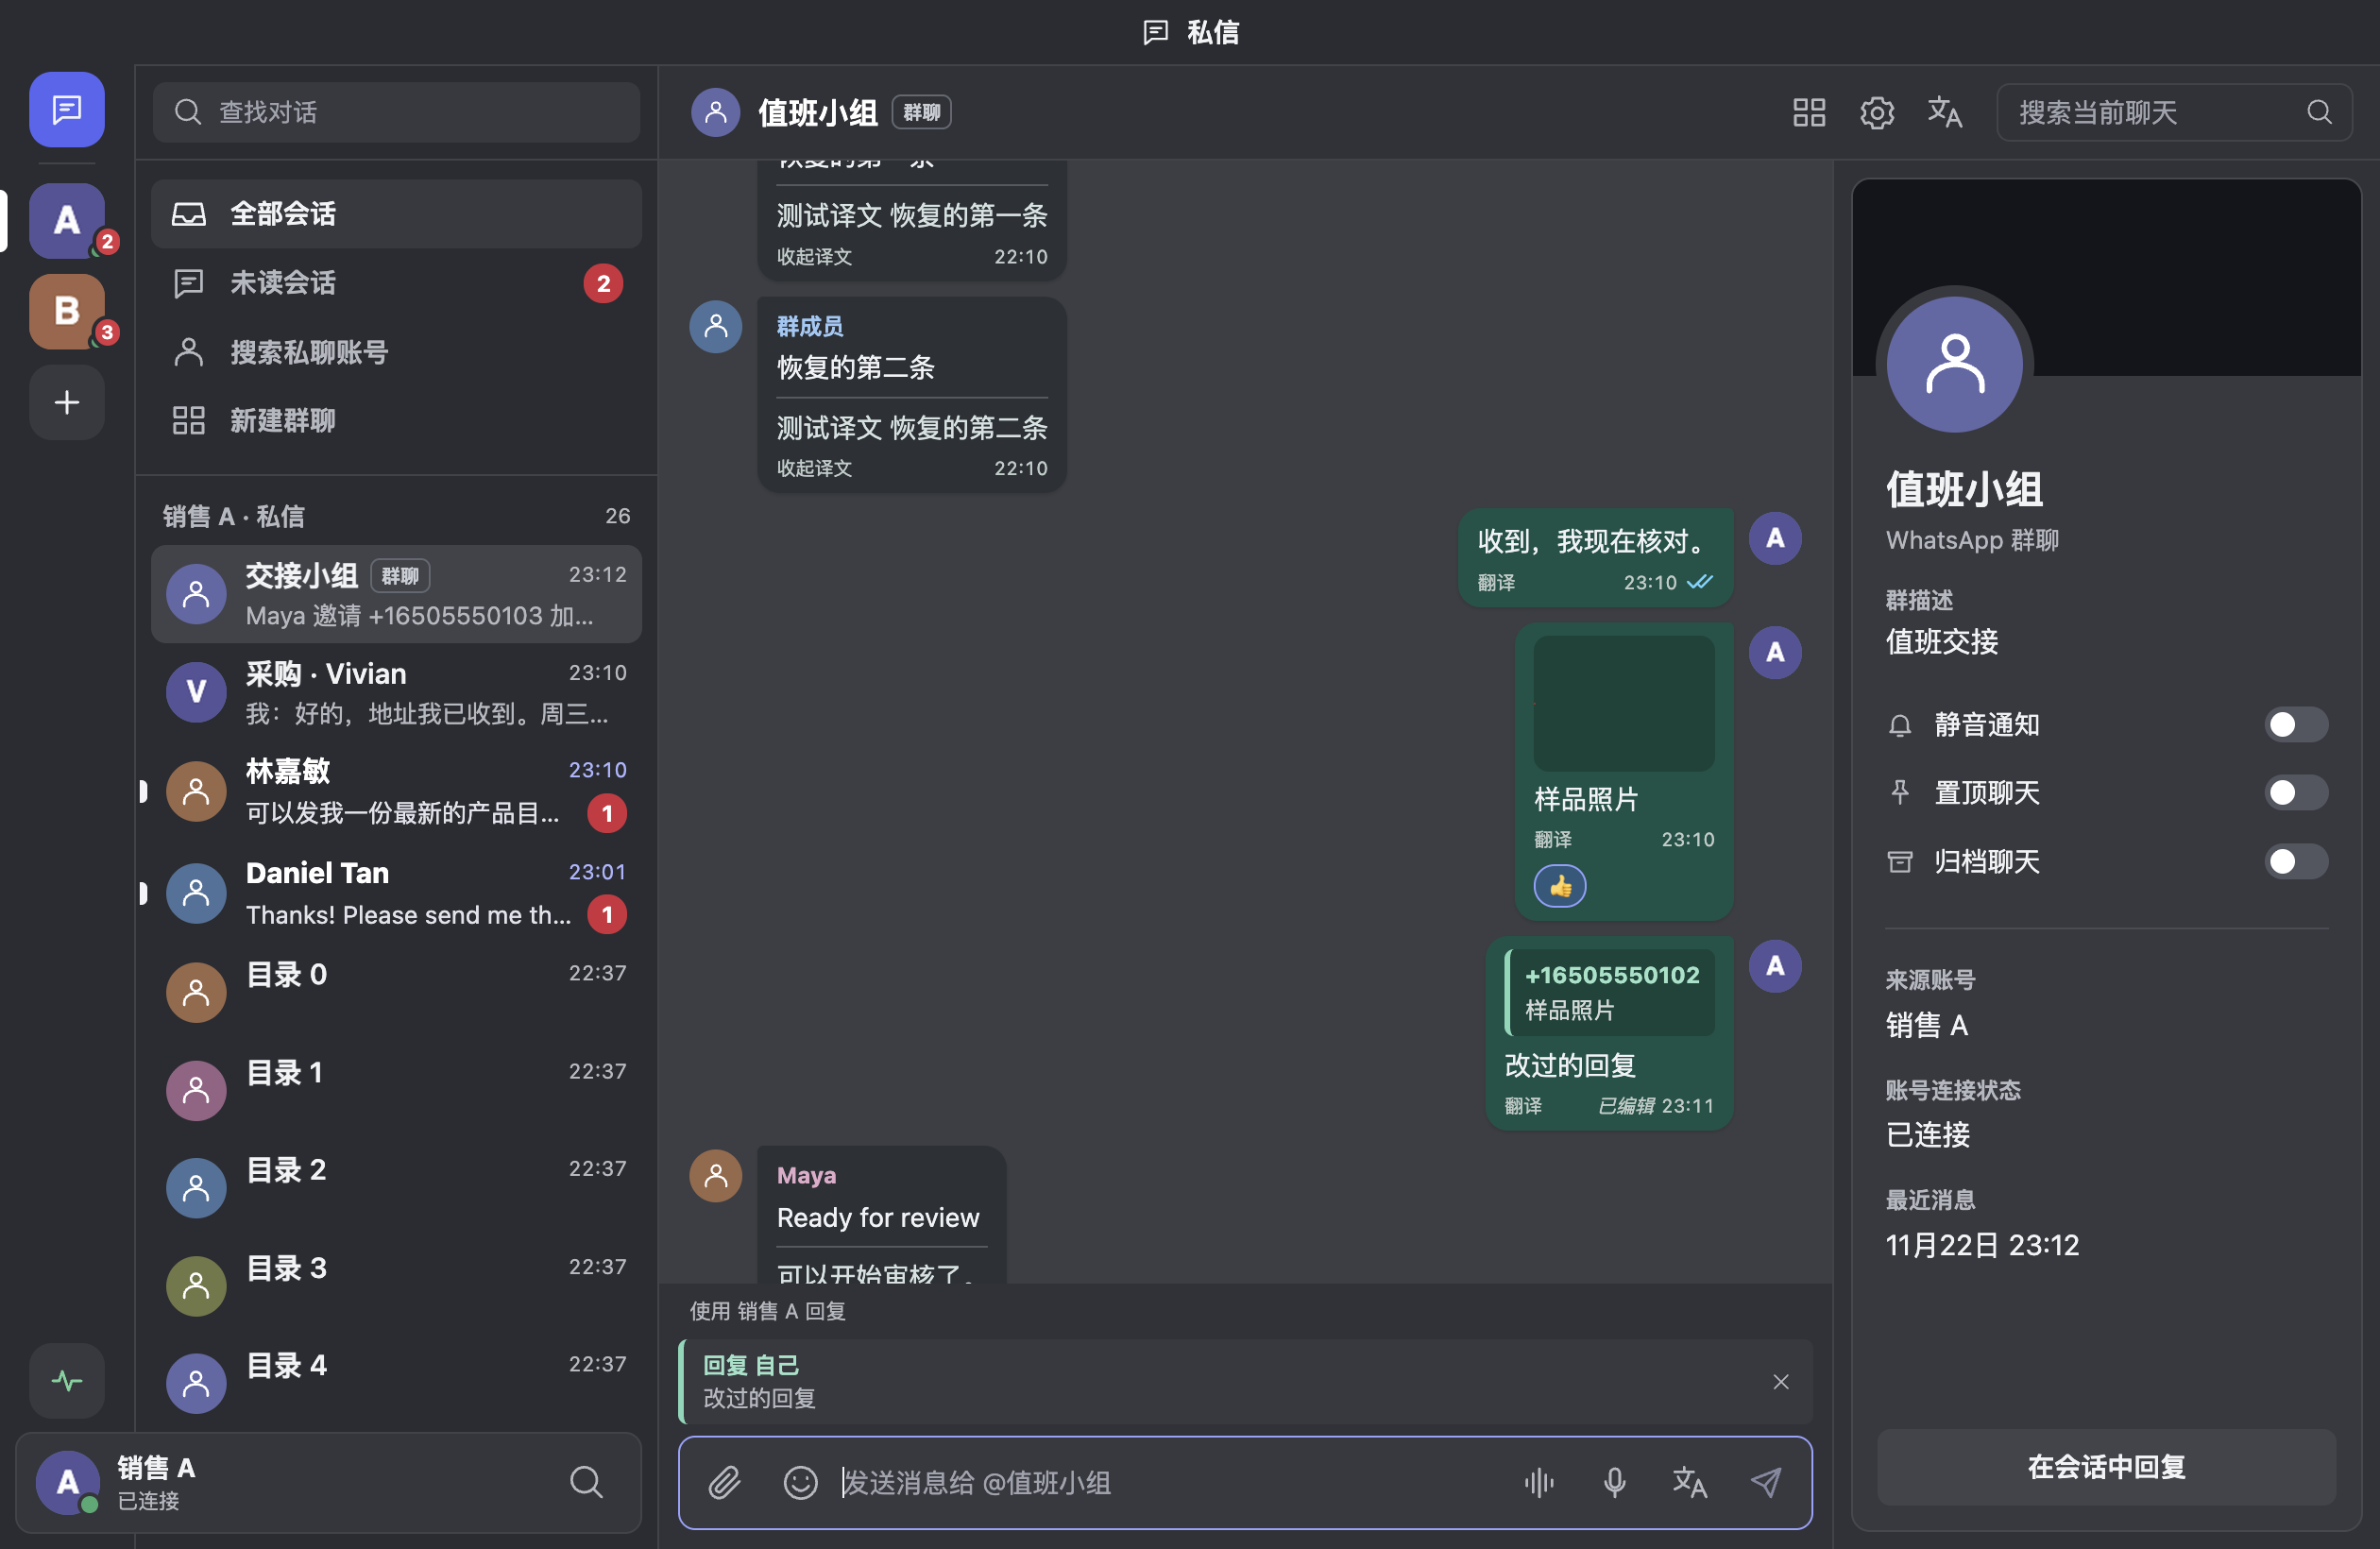 私信
查找对话
A
2
B
3
全部会话
未读会话
2
搜索私聊账号
新建群聊
销售 A · 私信
26
交接小组
群聊
23:12
Maya 邀请 +16505550103 加...
V
采购 · Vivian
23:10
我：好的，地址我已收到。周三...
林嘉敏
23:10
可以发我一份最新的产品目...
1
Daniel Tan
23:01
Thanks! Please send me th...
1
目录 0
22:37
目录 1
22:37
目录 2
22:37
目录 3
22:37
目录 4
22:37
A
销售 A
已连接
值班小组
群聊
搜索当前聊天
测试译文 恢复的第一条
收起译文
22:10
群成员
恢复的第二条
测试译文 恢复的第二条
收起译文
22:10
收到，我现在核对。
翻译
23:10
A
样品照片
翻译
23:10
👍
A
+16505550102
样品照片
改过的回复
翻译
已编辑 23:11
A
Maya
Ready for review
可以开始审核了。
使用 销售 A 回复
回复 自己
改过的回复
发送消息给 @值班小组
值班小组
WhatsApp 群聊
群描述
值班交接
静音通知
置顶聊天
归档聊天
来源账号
销售 A
账号连接状态
已连接
最近消息
11月22日 23:12
在会话中回复